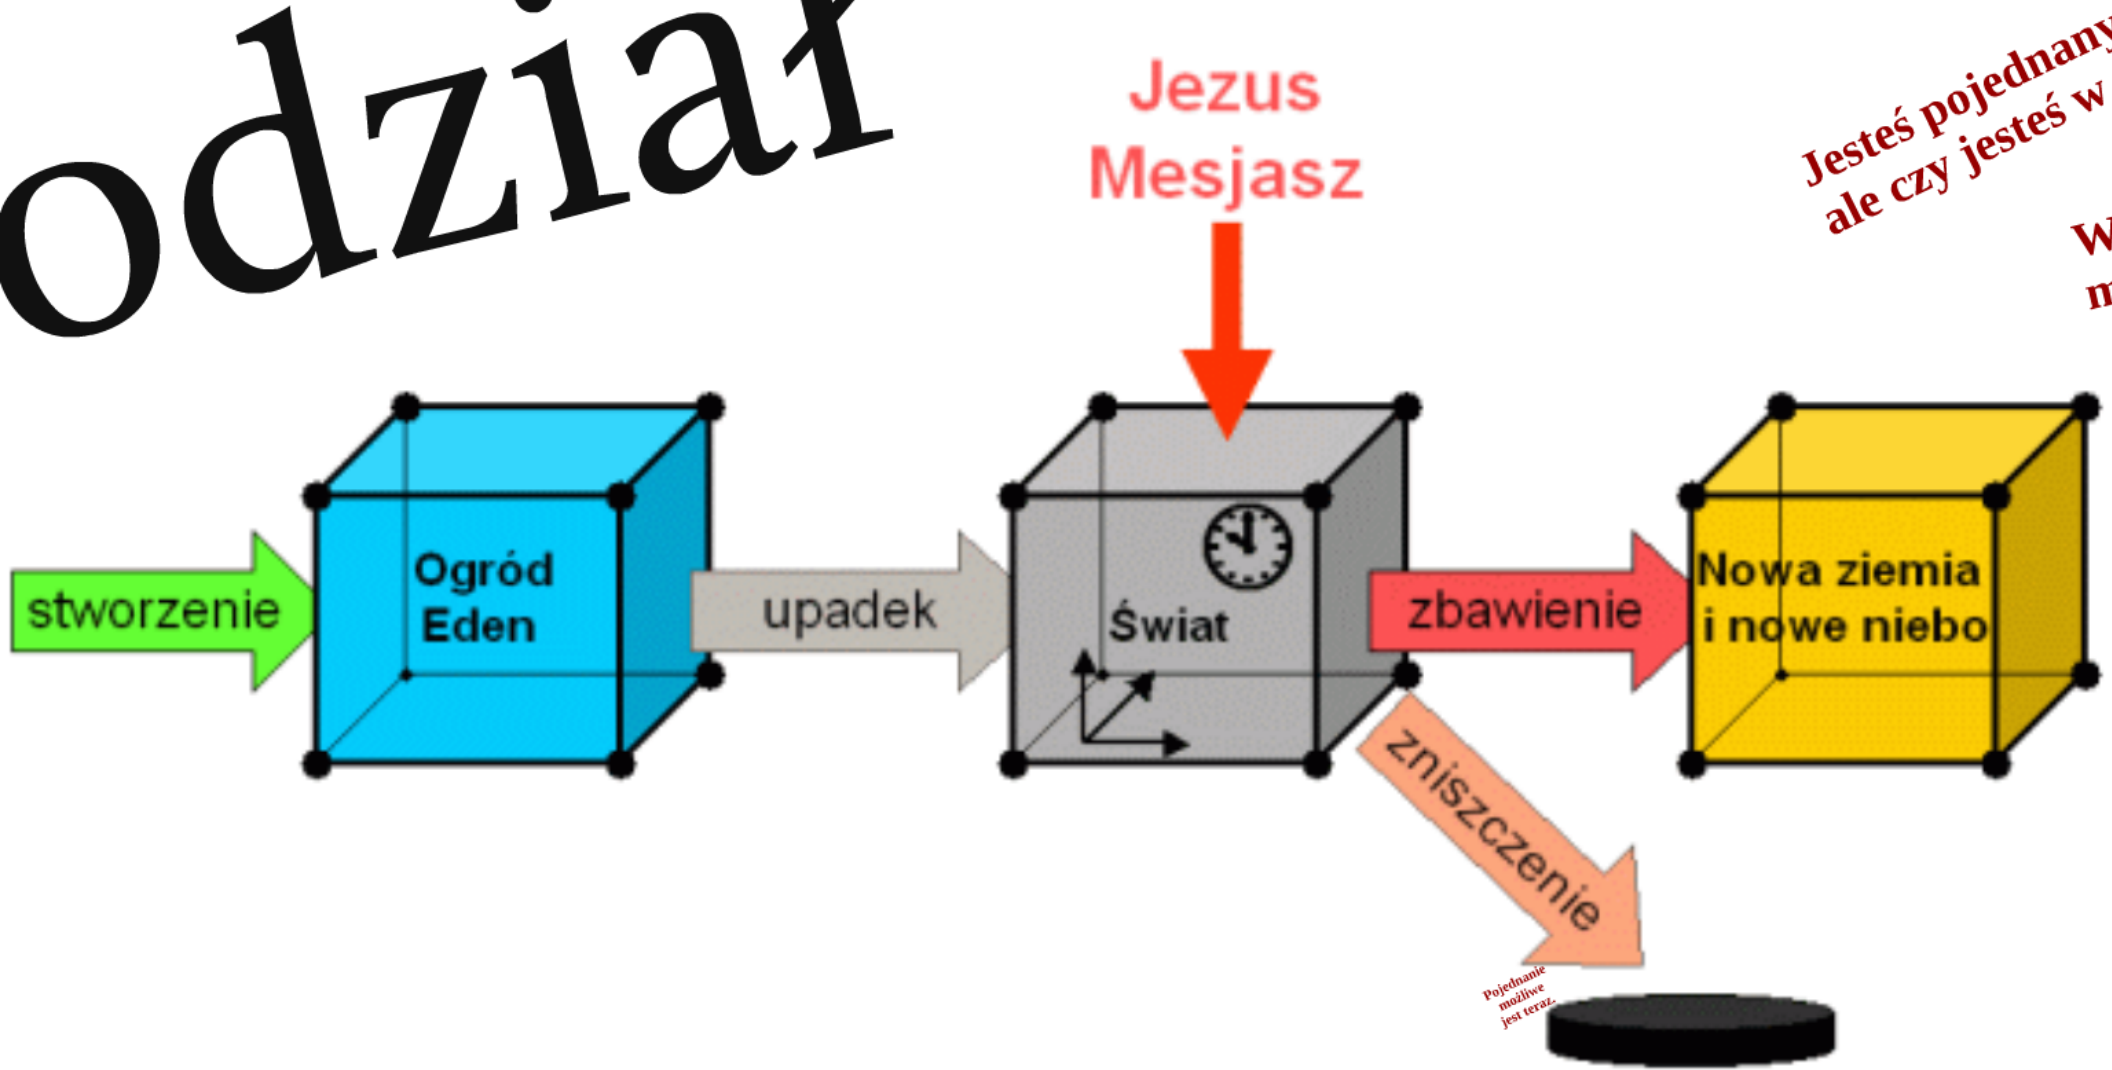 odział
Jezus
Mesjasz
Jesteś pojednany
ale czy jesteś w
stworzenie
Ogród
Eden
upadek
Świat
zbawienie
Nowa ziemia
i nowe niebo
zniszczenie
Pojednanie
możliwe
jest teraz.